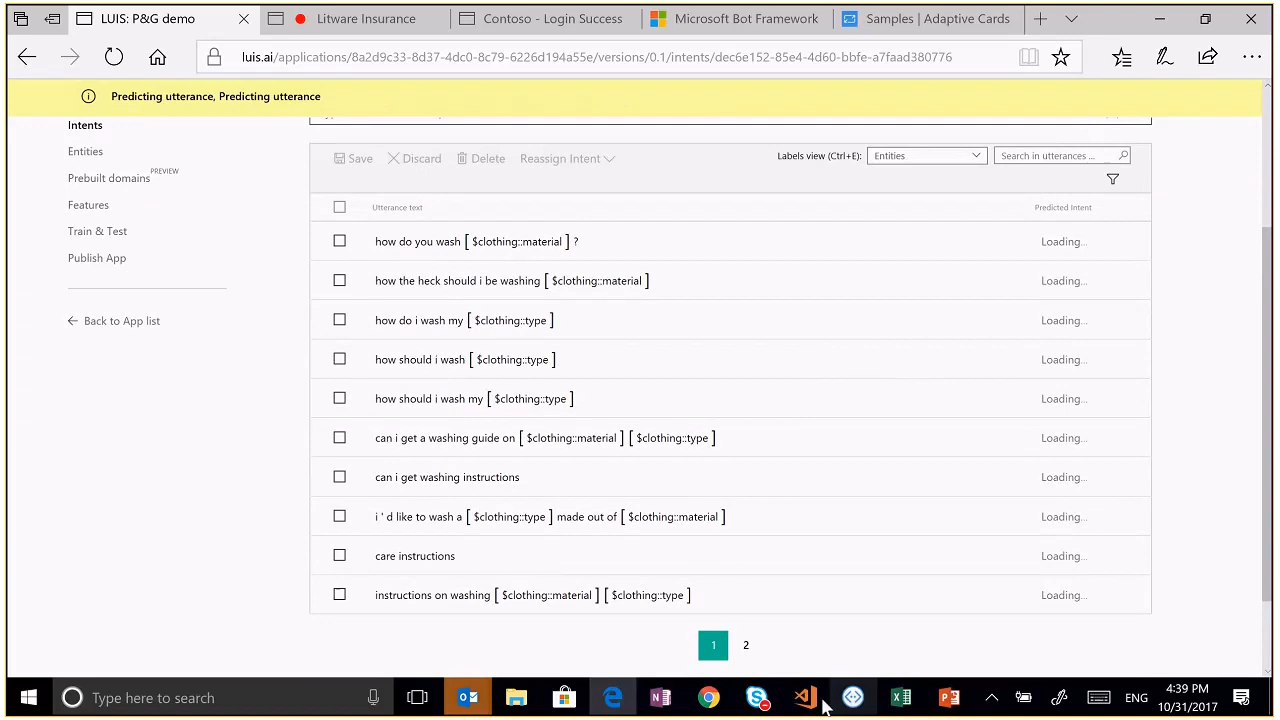 LUIS: P&G demo
Litware Insurance
Contoso - Login Success
Microsoft Bot Framework
Samples | Adaptive Cards
luis.ai/applications/8a2d9c33-8d37-4dc0-8c79-6226d194a55e/versions/0.1/intents/dec6e152-85e4-4d60-bbfe-a7faad380776
Predicting utterance, Predicting utterance
Intents
Entities
Prebuilt domains PREVIEW
Features
Train & Test
Publish App
Back to App list
Save Discard Delete Reassign Intent
Labels view (Ctrl+E): Entities Search in utterances ...
Utterance text Predicted Intent
how do you wash [ $clothing::material ] ? Loading...
how the heck should i be washing [ $clothing::material ] Loading...
how do i wash my [ $clothing::type ] Loading...
how should i wash [ $clothing::type ] Loading...
how should i wash my [ $clothing::type ] Loading...
can i get a washing guide on [ $clothing::material ] [ $clothing::type ] Loading...
can i get washing instructions Loading...
i ' d like to wash a [ $clothing::type ] made out of [ $clothing::material ] Loading...
care instructions Loading...
instructions on washing [ $clothing::material ] [ $clothing::type ] Loading...
1 2
Type here to search
ENG
4:39 PM
10/31/2017